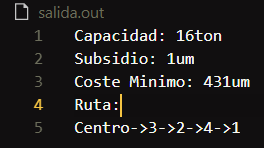 salida.out
1 Capacidad: 16ton
2 Subsidio: 1um
3 Coste Minimo: 431um
4 Ruta:
5 Centro->3->2->4->1